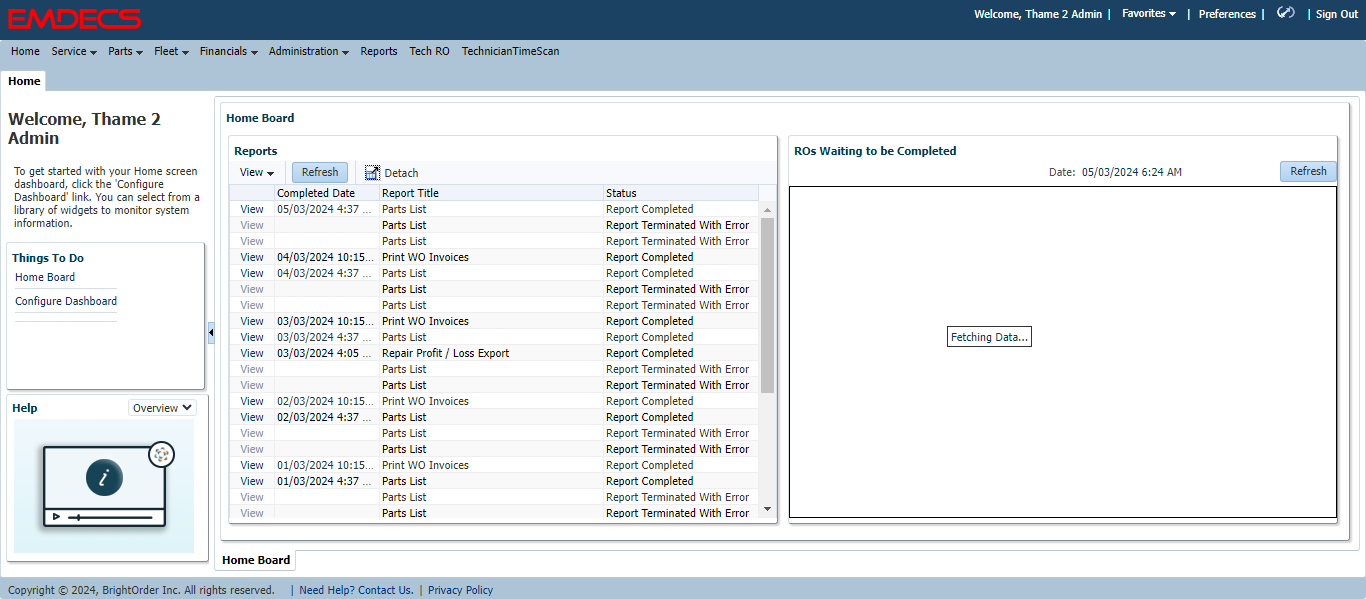 EMDECS
Welcome, Thame 2 Admin | Favorites | Preferences | | Sign Out
Home Service Parts Fleet Financials Administration Reports Tech RO TechnicianTimeScan
Home
Welcome, Thame 2
Admin
To get started with your Home screen
dashboard, click the 'Configure
Dashboard' link. You can select from a
library of widgets to monitor system
information.
Things To Do
Home Board
Configure Dashboard
Help Overview
i
Home Board
Reports
View Refresh Detach
Completed Date Report Title Status
View 05/03/2024 4:37 ... Parts List Report Completed
View Parts List Report Terminated With Error
View Parts List Report Terminated With Error
View 04/03/2024 10:15... Print WO Invoices Report Completed
View 04/03/2024 4:37 ... Parts List Report Completed
View Parts List Report Terminated With Error
View Parts List Report Terminated With Error
View 03/03/2024 10:15... Print WO Invoices Report Completed
View 03/03/2024 4:37 ... Parts List Report Completed
View 03/03/2024 4:05 ... Repair Profit / Loss Export Report Completed
View Parts List Report Terminated With Error
View Parts List Report Terminated With Error
View 02/03/2024 10:15... Print WO Invoices Report Completed
View 02/03/2024 4:37 ... Parts List Report Completed
View Parts List Report Terminated With Error
View Parts List Report Terminated With Error
View 01/03/2024 10:15... Print WO Invoices Report Completed
View 01/03/2024 4:37 ... Parts List Report Completed
View Parts List Report Terminated With Error
View Parts List Report Terminated With Error
ROs Waiting to be Completed
Date: 05/03/2024 6:24 AM Refresh
Fetching Data...
Home Board
Copyright © 2024, BrightOrder Inc. All rights reserved. | Need Help? Contact Us. | Privacy Policy